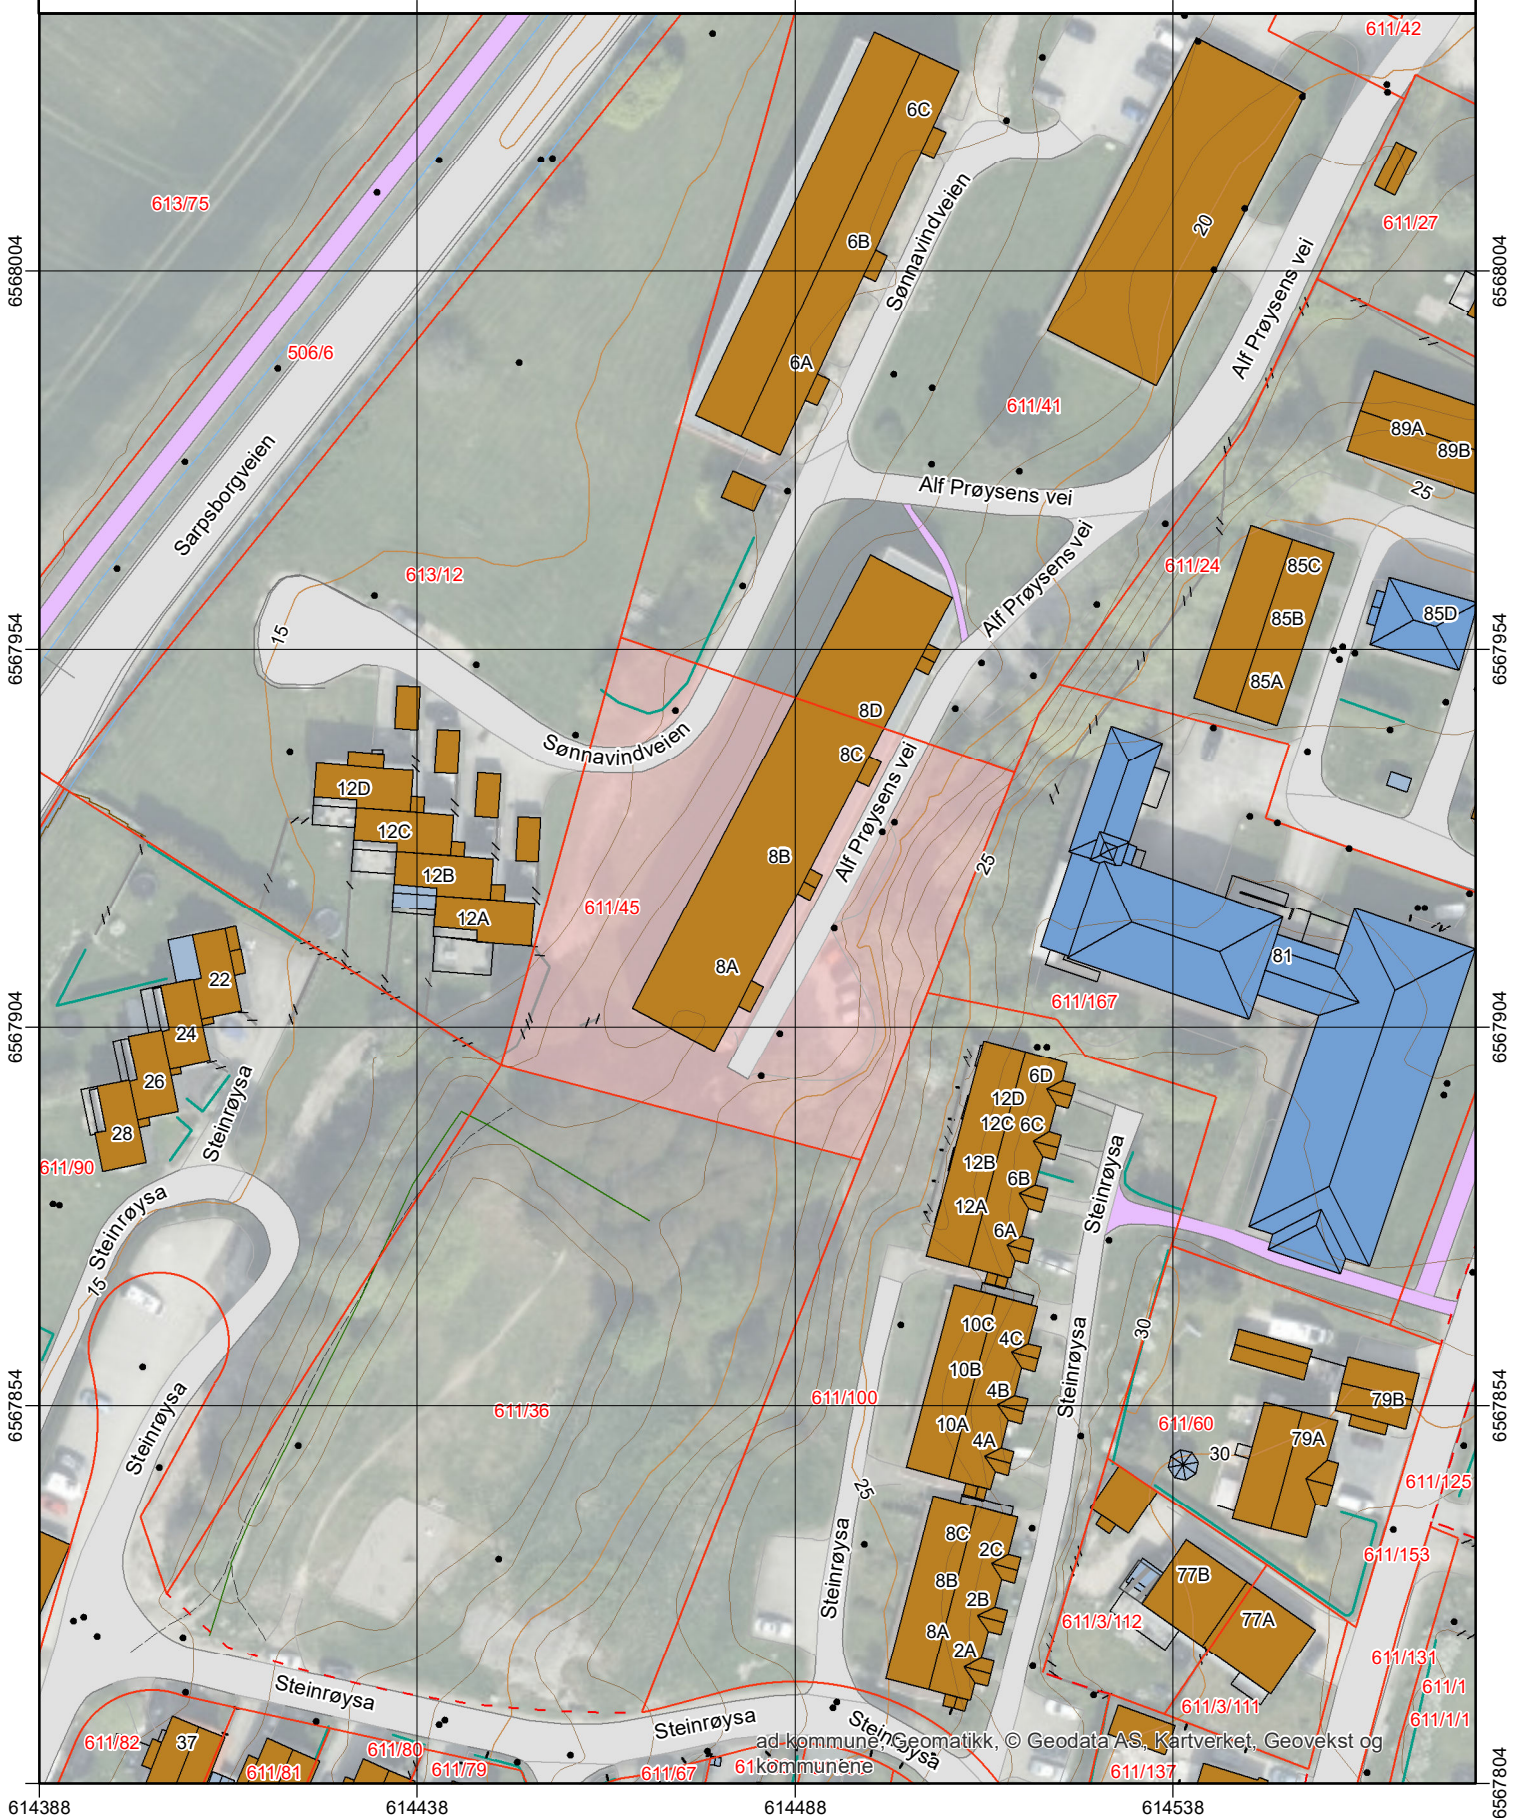 611/42
6C
613/75
Sønnavindveien
20
611/27
6B
Alf Prøysens vei
6568004
6568004
506/6
6A
611/41
89A
89B
25
Sarpsborgveien
Alf Prøysens vei
Alf Prøysens vei
613/12
611/24
85C
85B
85D
85A
15
6567954
6567954
8D
Sønnavindveien
8C
Alf Prøysens vei
12D
12C
8B
25
12B
611/45
12A
81
8A
22
611/167
24
6567904
6567904
26
6D
12D
12C
6C
28
Steinrøysa
12B
6B
611/90
Steinrøysa
12A
6A
Steinrøysa
15
10C
4C
30
10B
4B
Steinrøysa
79B
6567854
6567854
611/36
611/100
10A
4A
611/60
79A
30
Steinrøysa
25
611/125
8C
2C
611/153
8B
2B
77B
Steinrøysa
8A
2A
611/3/112
77A
611/131
611/1
Steinrøysa
611/3/111
611/1/1
Steinrøysa
Steinrøysa
611/82
37
611/80
611/81
611/79
611/67
61
611/137
ad kommune, Geomatikk, © Geodata AS, Kartverket, Geovekst og
kommunene
6567804
614388
614438
614488
614538